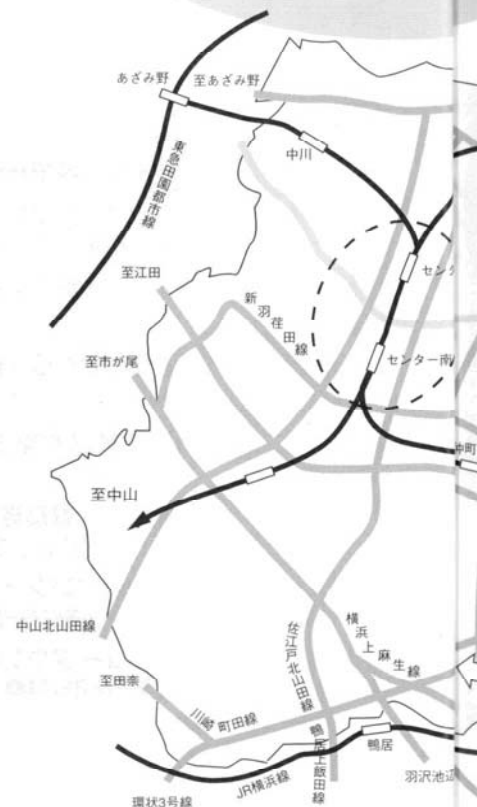 あざみ野
至あざみ野
中川
東急田園都市線
センタ
至江田
新羽荏田線
センター南
至市が尾
仲町
至中山
中山北山田線
佐江戸北山田線
横浜上麻生線
至田奈
川崎町田線
鴨居
鴨居上飯田線
JR横浜線
羽沢池辺
環状3号線